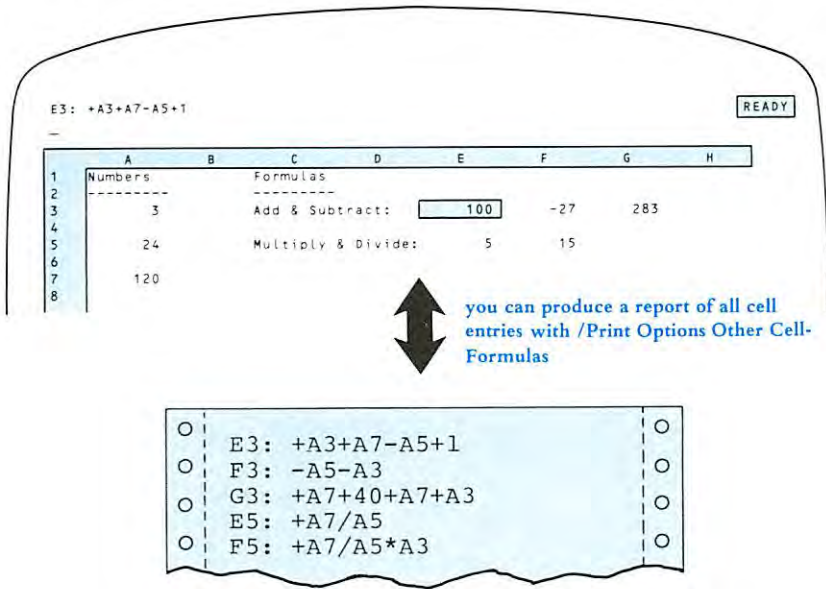 E3: +A3+A7-A5+1 READY
A B C D E F G H
1 Numbers Formulas
2 --------- ---------
3 3 Add & Subtract: 100 -27 283
4
5 24 Multiply & Divide: 5 15
6
7 120
8
you can produce a report of all cell
entries with /Print Options Other Cell-
Formulas
E3: +A3+A7-A5+1
F3: -A5-A3
G3: +A7+40+A7+A3
E5: +A7/A5
F5: +A7/A5*A3